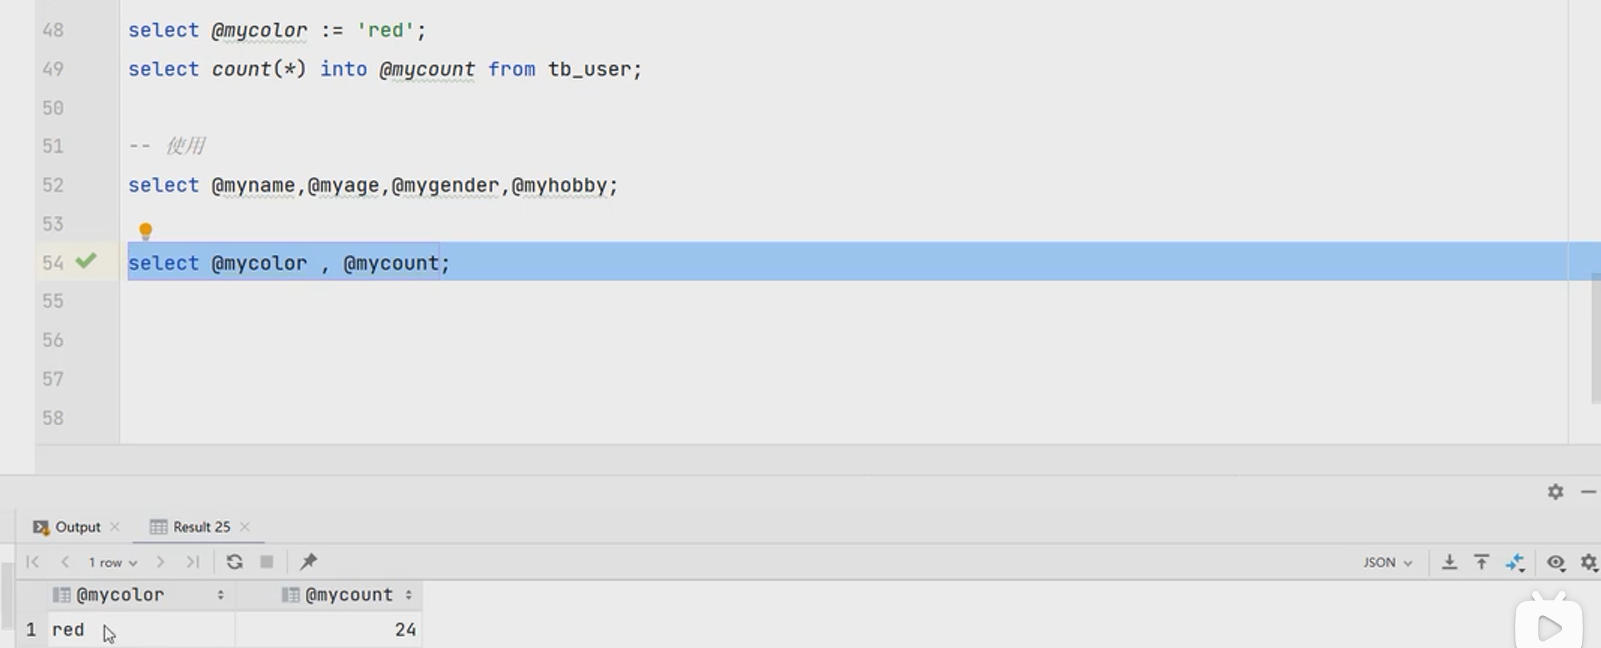 48 select @mycolor := 'red';
49 select count(*) into @mycount from tb_user;
50
51 -- 使用
52 select @myname,@myage,@mygender,@myhobby;
53
54 select @mycolor , @mycount;
55
56
57
58
Output Result 25
1 row JSON
@mycolor @mycount
1 red 24